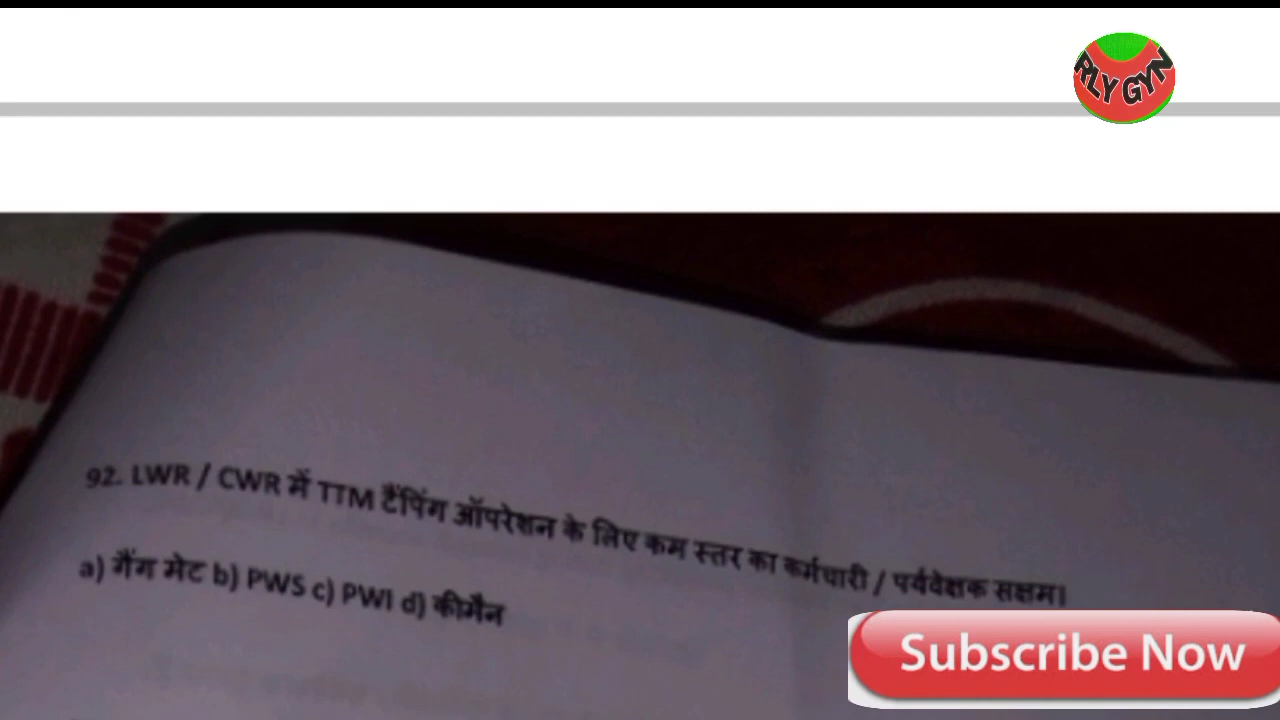 RLY GYN
92. LWR / CWR में TTM टैंपिंग ऑपरेशन के लिए कम स्तर का कर्मचारी / पर्यवेक्षक सक्षम।
a) गैंग मेट b) PWS c) PWI d) कीमैन
Subscribe Now